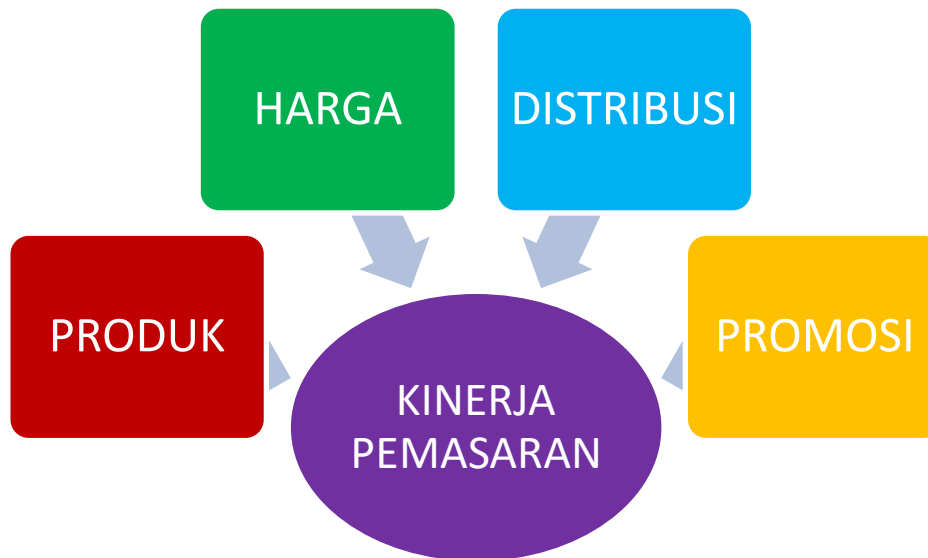 HARGA
DISTRIBUSI
PRODUK
PROMOSI
KINERJA
PEMASARAN